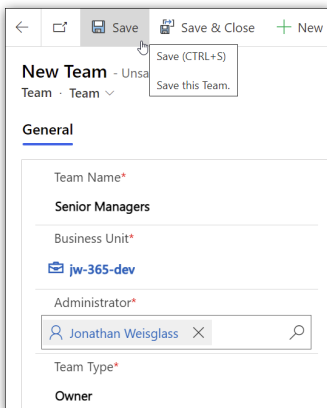 Save
Save & Close
New
Save (CTRL+S)
Save this Team.
New Team - Unsa
Team · Team
General
Team Name*
Senior Managers
Business Unit*
jw-365-dev
Administrator*
Jonathan Weisglass
Team Type*
Owner